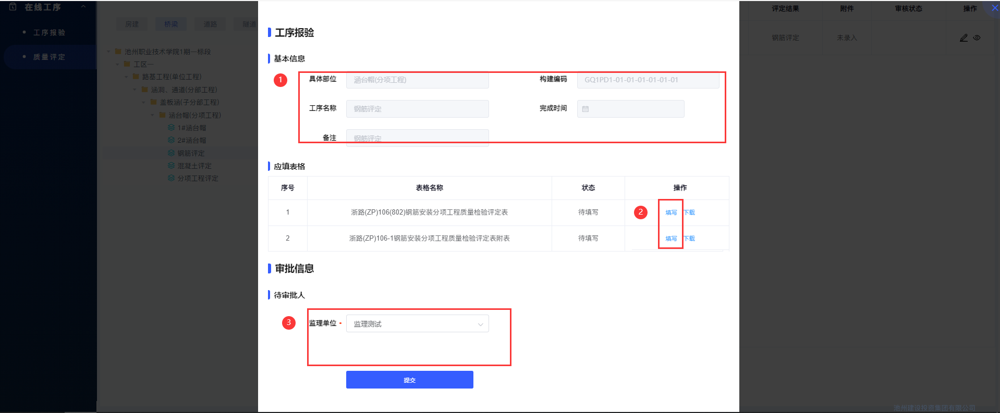 在线工序
工序报验
质量评定
房建 桥梁 道路 隧道
池州职业技术学院1期一标段
工区一
路基工程(单位工程)
涵洞、通道(分部工程)
盖板涵(子分部工程)
涵台帽(分项工程)
1#涵台帽
2#涵台帽
钢筋评定
混凝土评定
分项工程评定
工序报验
基本信息
1
具体部位 涵台帽(分项工程) 构建编码 GQ1PD1-01-01-01-01-01-01
工序名称 钢筋评定 完成时间
备注 钢筋评定
应填表格
序号 表格名称 状态 操作
1 浙路(ZP)106(802)钢筋安装分项工程质量检验评定表 待填写 2 填写 下载
2 浙路(ZP)106-1钢筋安装分项工程质量检验评定表附表 待填写 填写 下载
审批信息
待审批人
3 监理单位 监理测试
提交
评定结果 附件 审核状态 操作
钢筋评定 未录入
池州建设投资集团有限公司